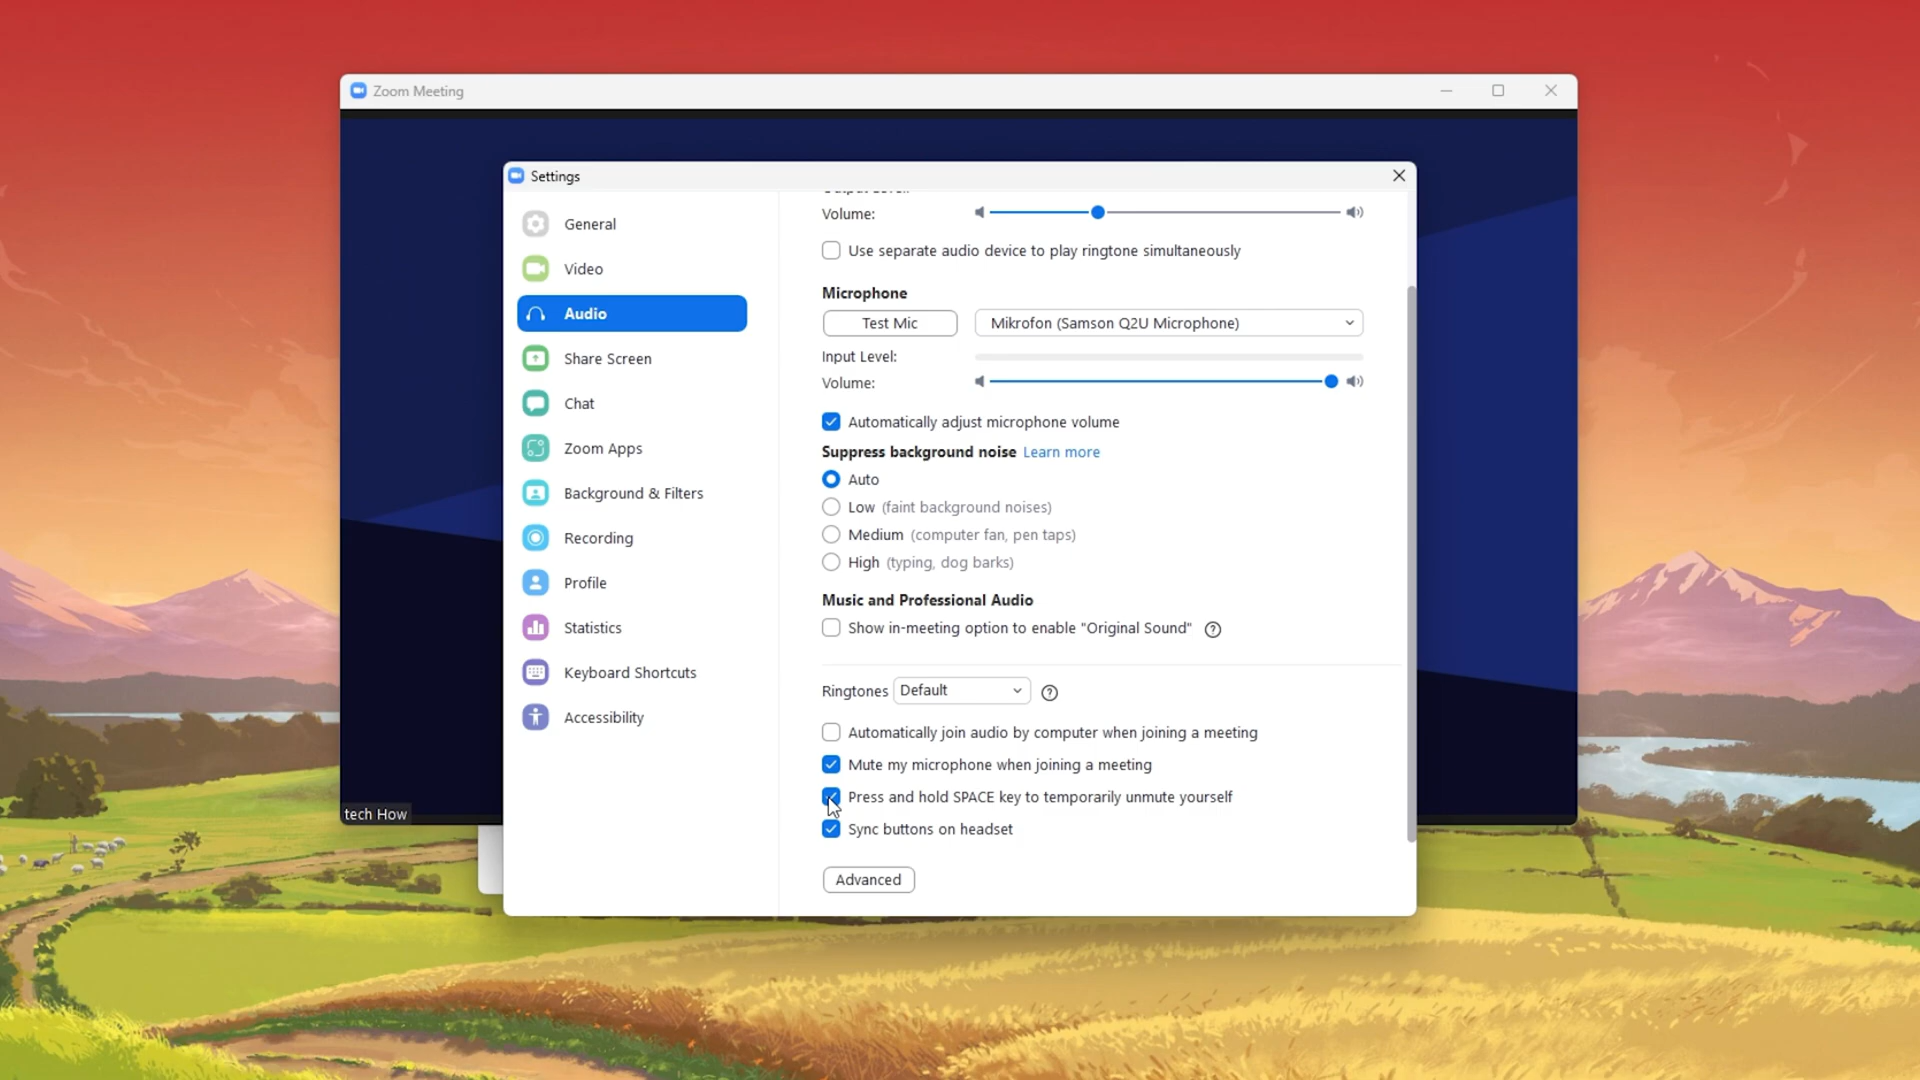 Zoom Meeting
Settings
General
Video
Audio
Share Screen
Chat
Zoom Apps
Background & Filters
Recording
Profile
Statistics
Keyboard Shortcuts
Accessibility
Volume:
Use separate audio device to play ringtone simultaneously
Microphone
Test Mic
Mikrofon (Samson Q2U Microphone)
Input Level:
Volume:
Automatically adjust microphone volume
Suppress background noise Learn more
Auto
Low (faint background noises)
Medium (computer fan, pen taps)
High (typing, dog barks)
Music and Professional Audio
Show in-meeting option to enable "Original Sound" ?
Ringtones Default ?
Automatically join audio by computer when joining a meeting
Mute my microphone when joining a meeting
Press and hold SPACE key to temporarily unmute yourself
Sync buttons on headset
Advanced
tech How